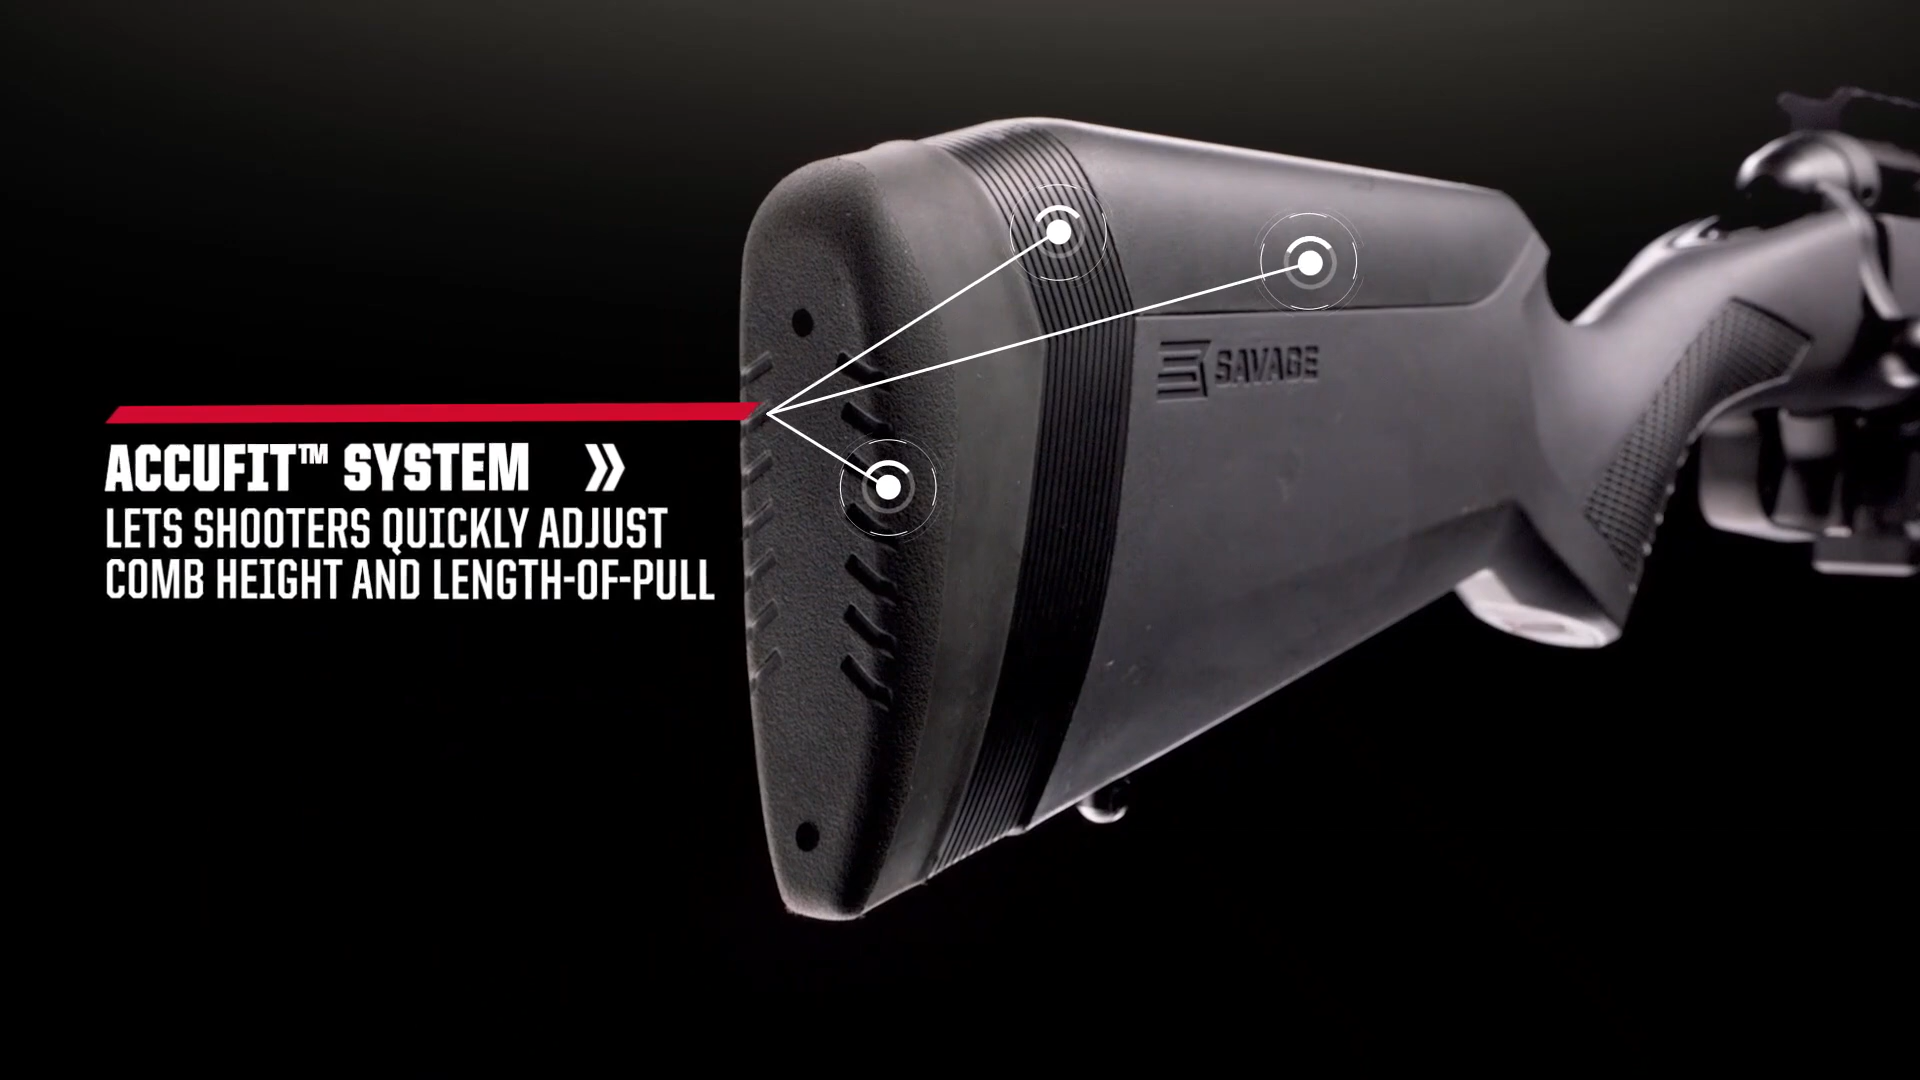 ACCUFIT™ SYSTEM »
LETS SHOOTERS QUICKLY ADJUST
COMB HEIGHT AND LENGTH-OF-PULL
SAVAGE